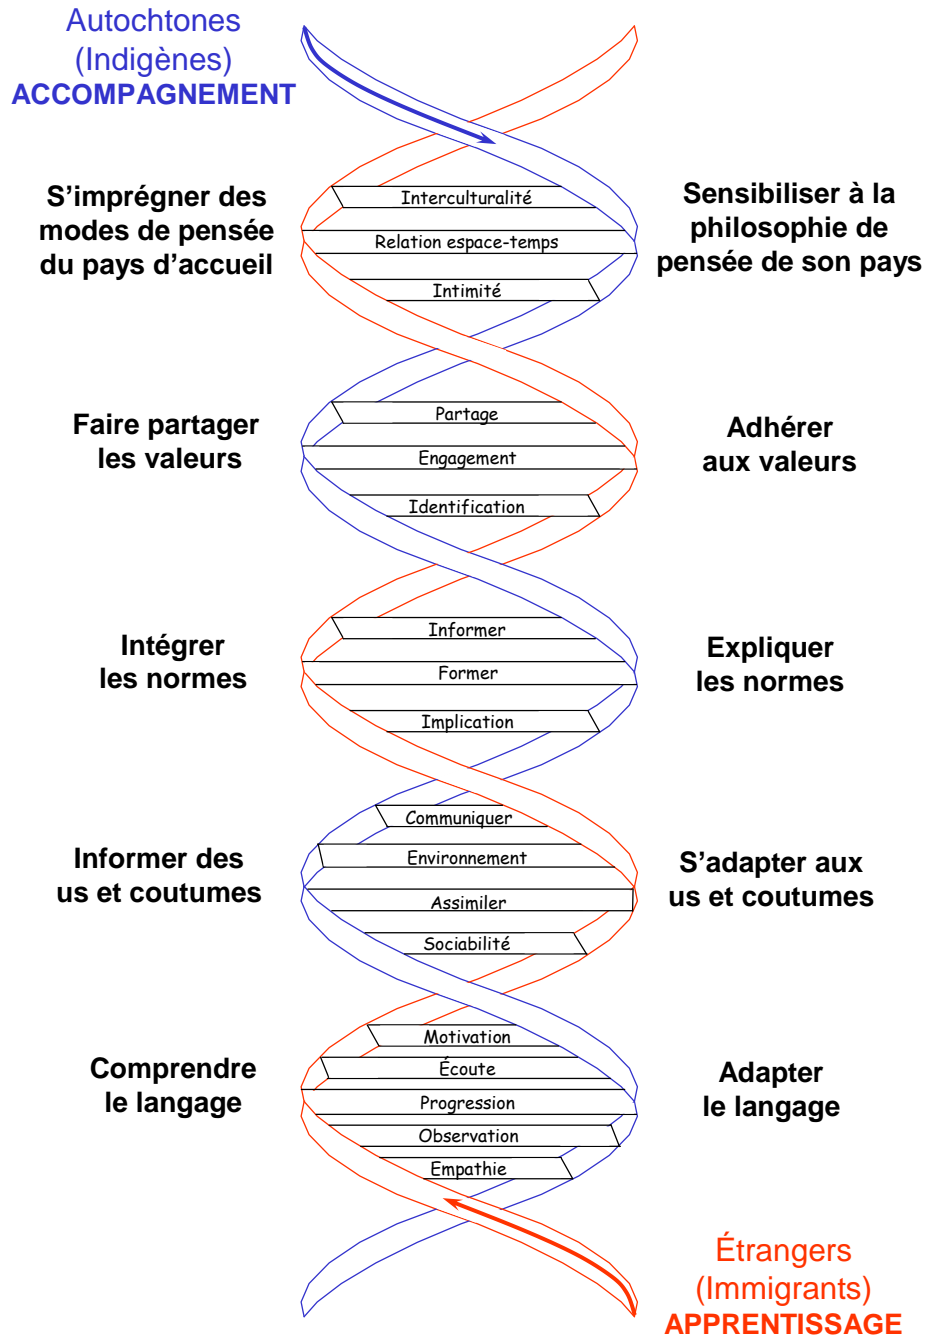 Autochtones
(Indigènes)
ACCOMPAGNEMENT
S’imprégner des
modes de pensée
du pays d’accueil
Interculturalité
Relation espace-temps
Intimité
Sensibiliser à la
philosophie de
pensée de son pays
Faire partager
les valeurs
Partage
Engagement
Identification
Adhérer
aux valeurs
Intégrer
les normes
Informer
Former
Implication
Expliquer
les normes
Informer des
us et coutumes
Communiquer
Environnement
Assimiler
Sociabilité
S’adapter aux
us et coutumes
Comprendre
le langage
Motivation
Écoute
Progression
Observation
Empathie
Adapter
le langage
Étrangers
(Immigrants)
APPRENTISSAGE